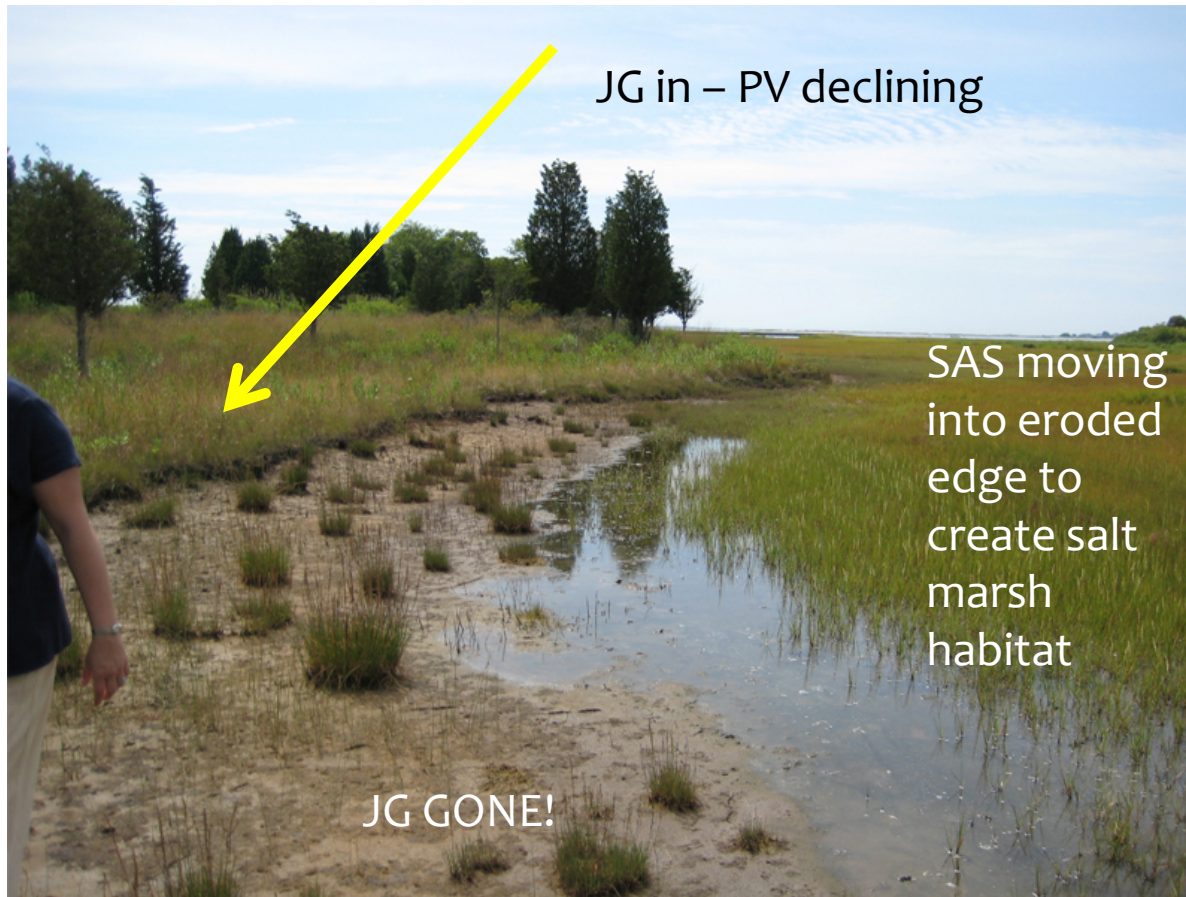 JG in – PV declining
SAS moving
into eroded
edge to
create salt
marsh
habitat
JG GONE!